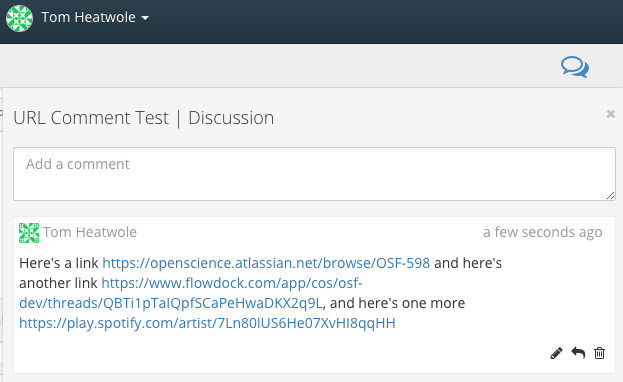 Tom Heatwole
URL Comment Test | Discussion
Add a comment
Tom Heatwole
a few seconds ago
Here's a link https://openscience.atlassian.net/browse/OSF-598 and here's
another link https://www.flowdock.com/app/cos/osf-
dev/threads/QBTi1pTaIQpfSCaPeHwaDKX2q9L, and here's one more
https://play.spotify.com/artist/7Ln80lUS6He07XvHI8qqHH